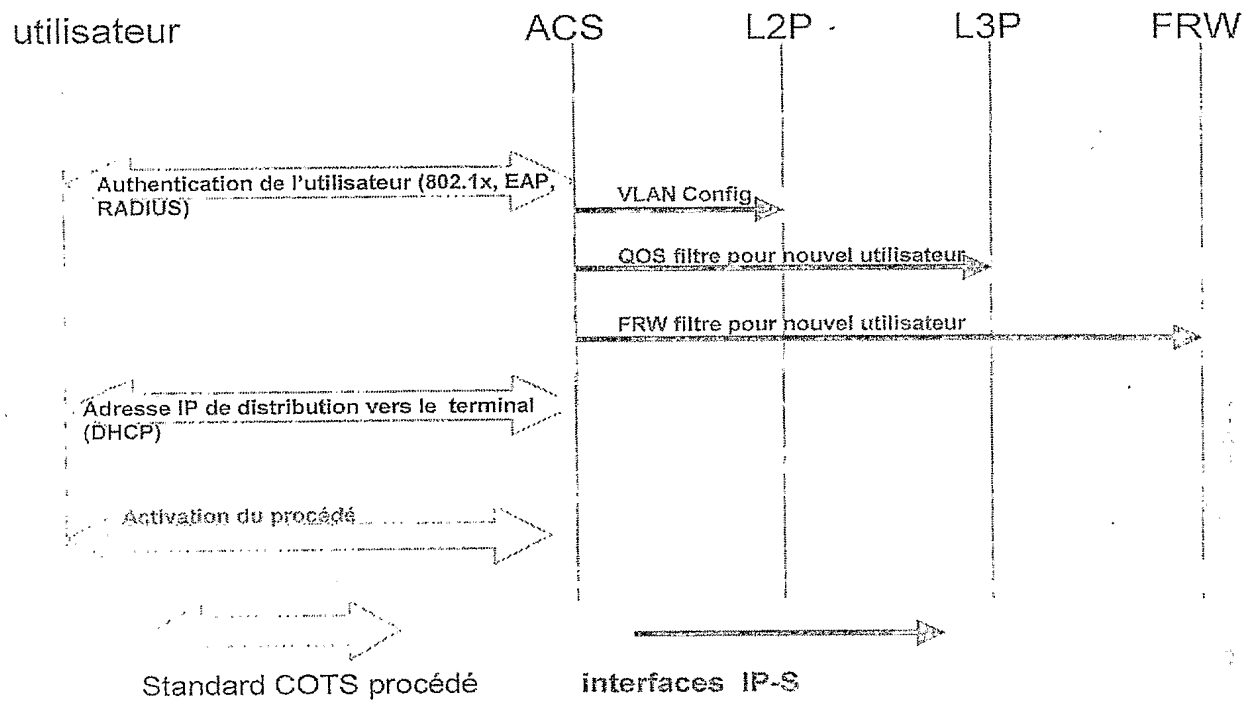 utilisateur ACS L2P L3P FRW
Authentication de l'utilisateur (802.1x, EAP,
RADIUS)
VLAN Config
QOS filtre pour nouvel utilisateur
FRW filtre pour nouvel utilisateur
Adresse IP de distribution vers le terminal
(DHCP)
Activation du procédé
Standard COTS procédé
interfaces IP-S